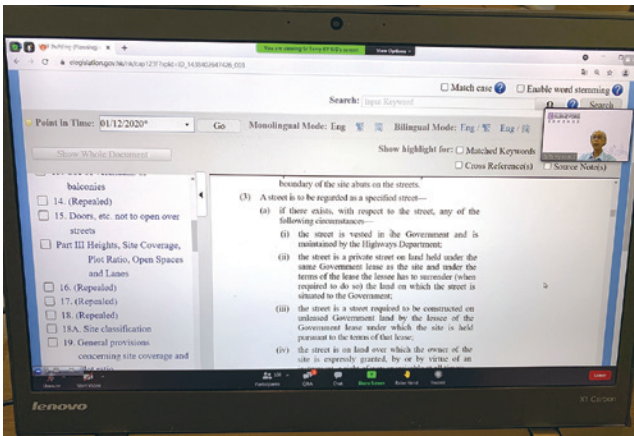 Building (Planning
You are viewing
View Options
Match case
Enable word stemming
Search: Input Keyword
Search
Point in Time: 01/12/2020*
Go
Monolingual Mode: Eng 繁 简
Bilingual Mode: Eng / 繁 Eng / 简
Show Whole Document
Show highlight for: Matched Keywords
Cross Reference(s) Source Note(s)
balconies
14. (Repealed)
15. Doors, etc. not to open over
streets
Part III Heights, Site Coverage,
Plot Ratio, Open Spaces
and Lanes
16. (Repealed)
17. (Repealed)
18. (Repealed)
18A. Site classification
19. General provisions
concerning site coverage and
plot ratio
boundary of the site abuts on the streets.
(3) A street is to be regarded as a specified street—
(a) if there exists, with respect to the street, any of the
following circumstances—
(i) the street is vested in the Government and is
maintained by the Highways Department;
(ii) the street is a private street on land held under the
same Government lease as the site and under the
terms of the lease the lessee has to surrender (when
required to do so) the land on which the street is
situated to the Government;
(iii) the street is a street required to be constructed on
unleased Government land by the lessee of the
Government lease under which the site is held
pursuant to the terms of that lease;
(iv) the street is on land over which the owner of the
site is expressly granted, by or by virtue of an
Participants
Q&A
Chat
Share Screen
Raise Hand
Record
Leave
lenovo
X1 Carbon